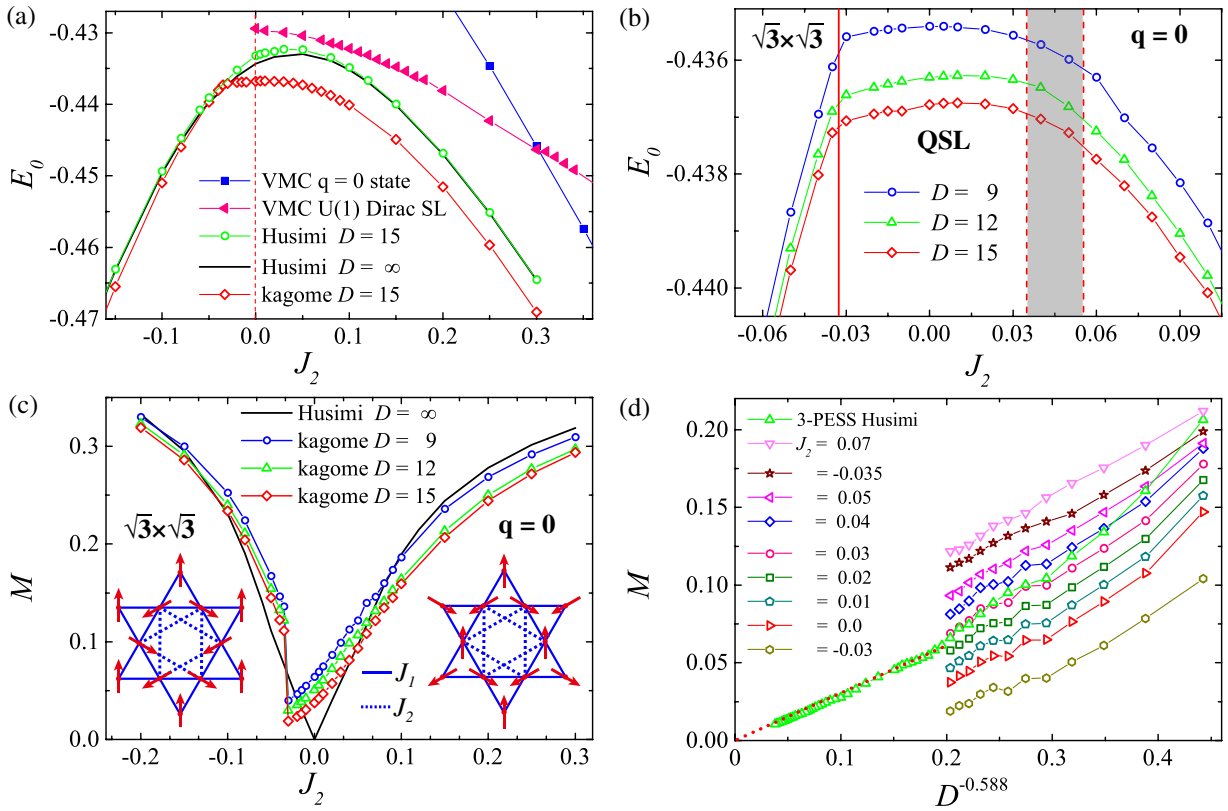 (a)
-0.43
-0.44
-0.45
-0.46
-0.47
E0
VMC q = 0 state
VMC U(1) Dirac SL
Husimi D = 15
Husimi D = ∞
kagome D = 15
-0.1 0.0 0.1 0.2 0.3
J2
(b)
√3×√3
q = 0
-0.436
-0.438
-0.440
E0
QSL
D = 9
D = 12
D = 15
-0.06 -0.03 0.00 0.03 0.06 0.09
J2
(c)
0.3
0.2
0.1
0.0
M
Husimi D = ∞
kagome D = 9
kagome D = 12
kagome D = 15
√3×√3
q = 0
J1
J2
-0.2 -0.1 0.0 0.1 0.2 0.3
J2
(d)
0.20
0.15
0.10
0.05
0.00
M
3-PESS Husimi
J2 = 0.07
= -0.035
= 0.05
= 0.04
= 0.03
= 0.02
= 0.01
= 0.0
= -0.03
0 0.1 0.2 0.3 0.4
D-0.588